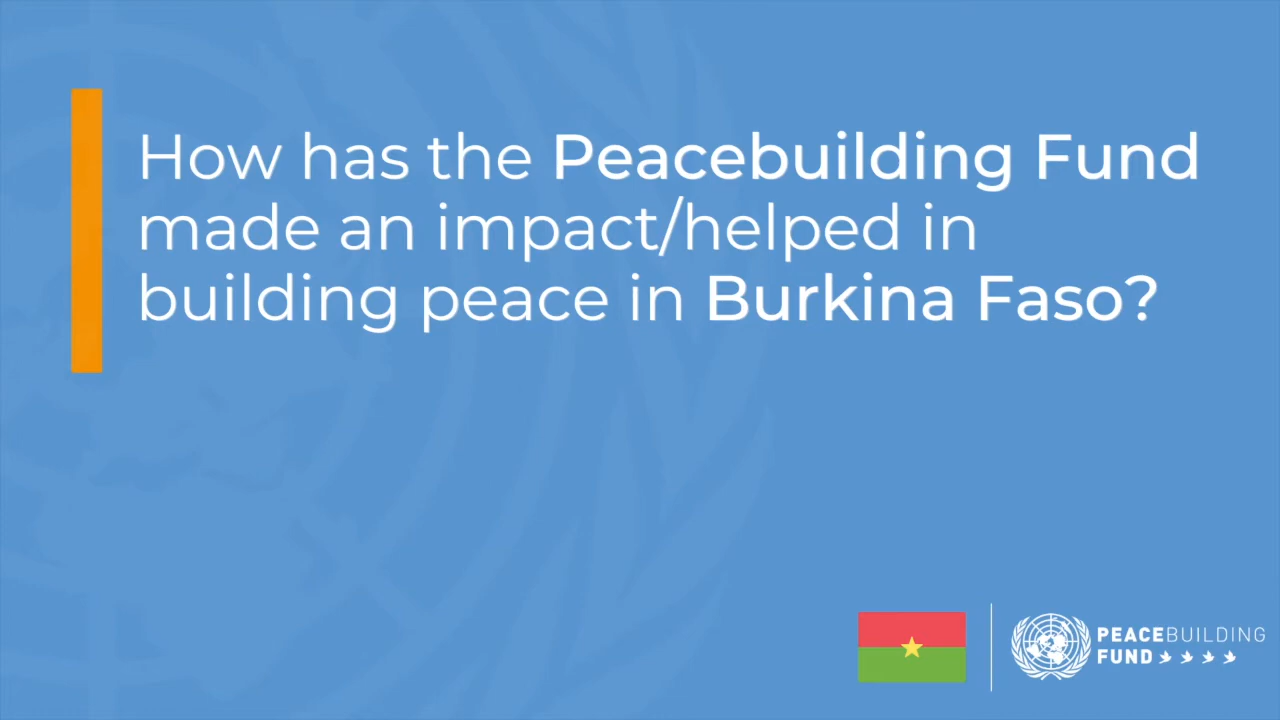 How has the Peacebuilding Fund
made an impact/helped in
building peace in Burkina Faso?
PEACEBUILDING
FUND